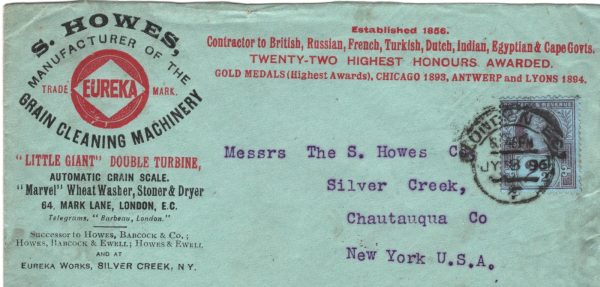 S. HOWES,
MANUFACTURER OF THE
TRADE EUREKA MARK.
GRAIN CLEANING MACHINERY
"LITTLE GIANT" DOUBLE TURBINE,
AUTOMATIC GRAIN SCALE.
"Marvel" Wheat Washer, Stoner & Dryer
64, MARK LANE, LONDON, E.C.
Telegrams, "Barbeau, London."
Successor to Howes, Babcock & Co.;
Howes, Babcock & Ewell; Howes & Ewell
AND AT
Eureka Works, SILVER CREEK, N.Y.
Established 1856.
Contractor to British, Russian, French, Turkish, Dutch, Indian, Egyptian & Cape Govts.
TWENTY-TWO HIGHEST HONOURS AWARDED.
GOLD MEDALS (Highest Awards), CHICAGO 1893, ANTWERP and LYONS 1894.
REVENUE
LONDON
JY 96
Messrs The S. Howes C
Silver Creek,
Chautauqua Co
New York U.S.A.